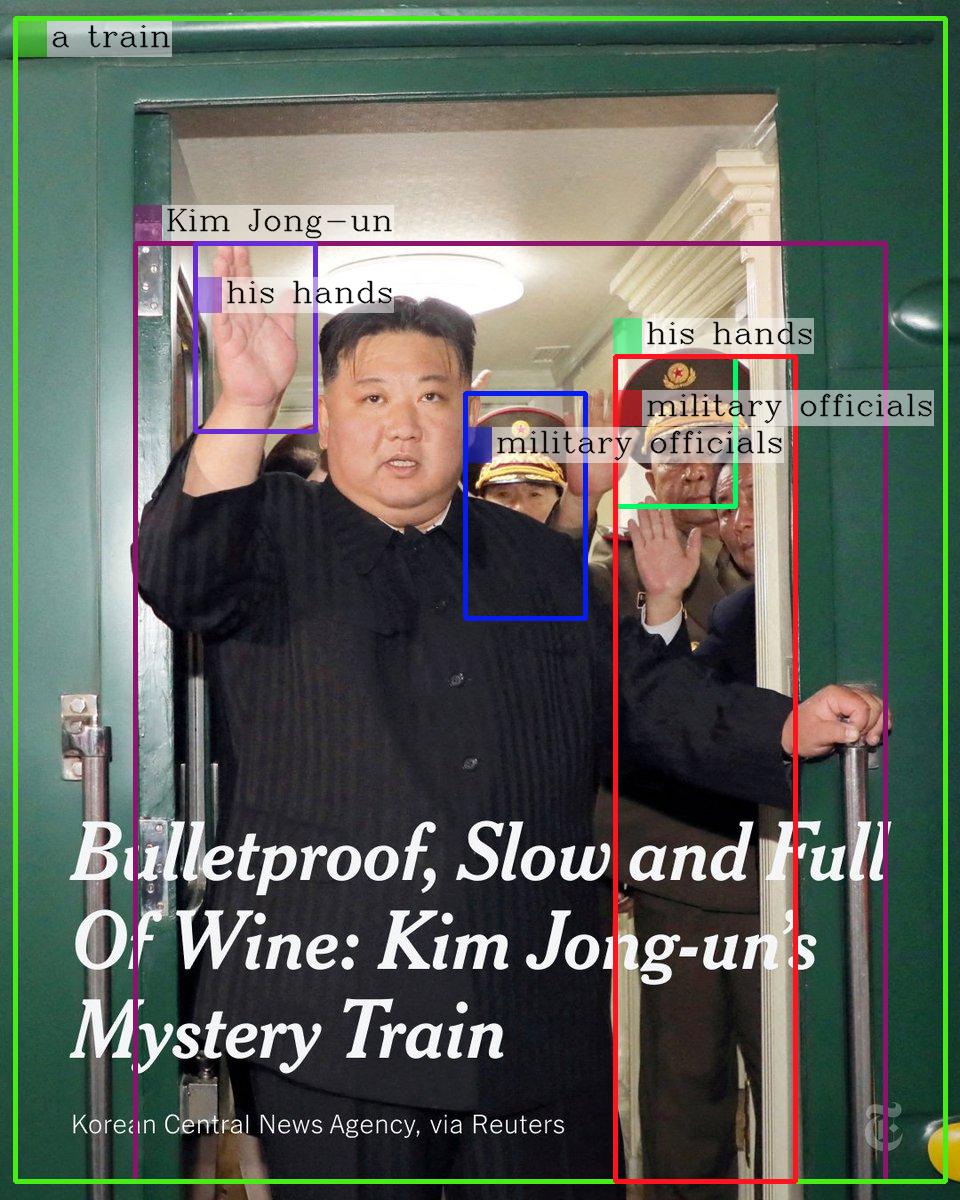 a train
Kim Jong-un
his hands
his hands
military officials
military officials
Bulletproof, Slow and Full
Of Wine: Kim Jong-un's
Mystery Train
Korean Central News Agency, via Reuters
T